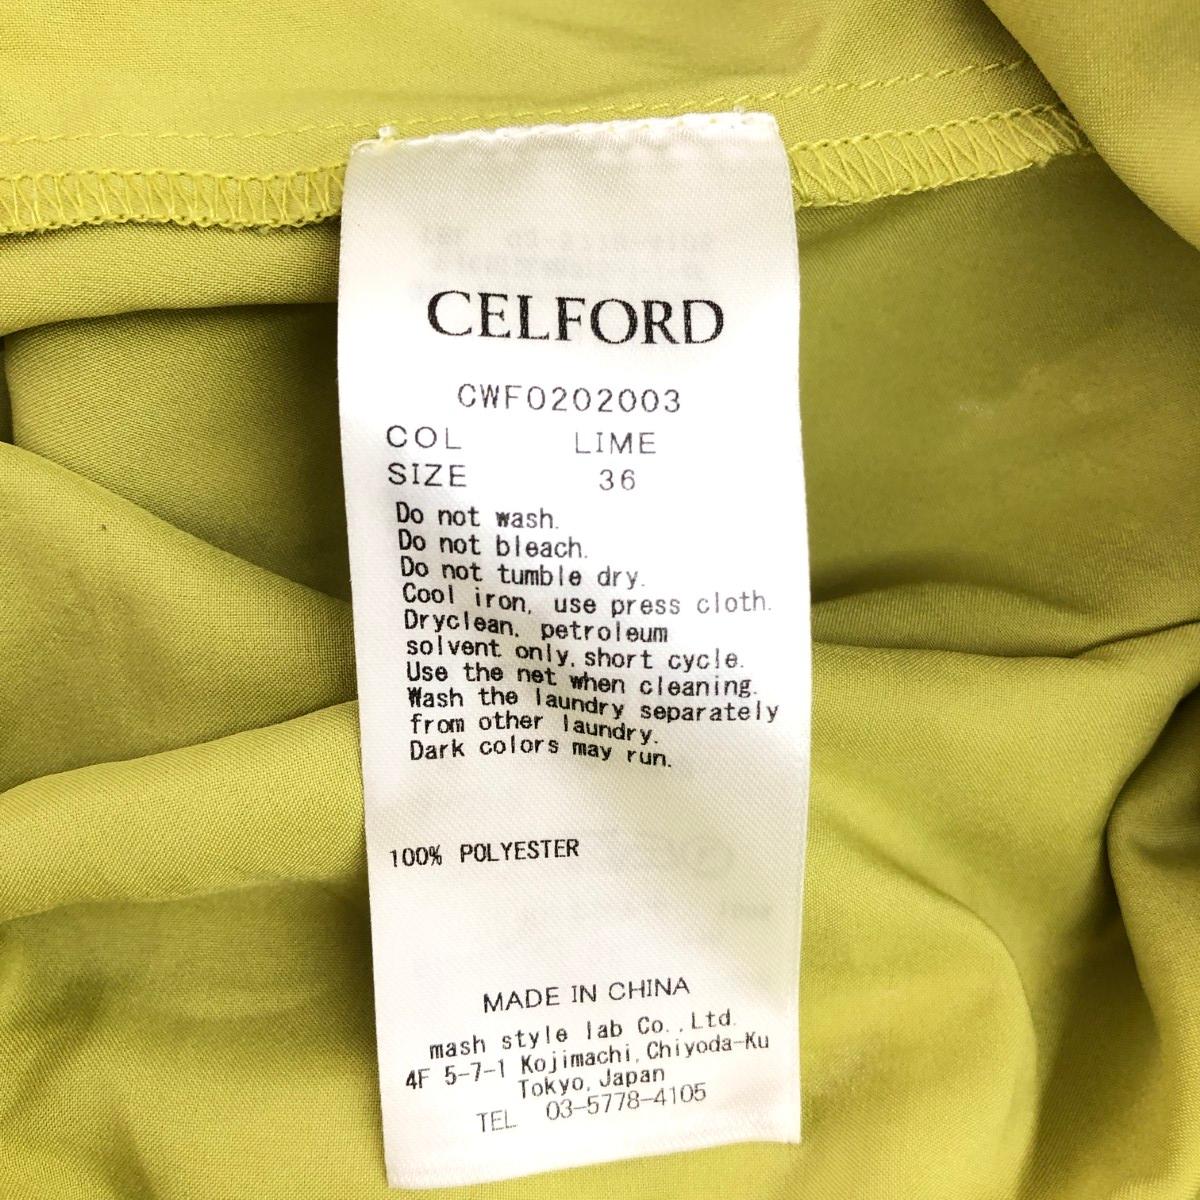 CELFORD
CWF0202003
COL LIME
SIZE 36
Do not wash.
Do not bleach.
Do not tumble dry.
Cool iron, use press cloth.
Dryclean, petroleum
solvent only, short cycle.
Use the net when cleaning.
Wash the laundry separately
from other laundry.
Dark colors may run.
100% POLYESTER
MADE IN CHINA
mash style lab Co.,Ltd.
4F 5-7-1 Kojimachi, Chiyoda-Ku
Tokyo, Japan
TEL 03-5778-4105